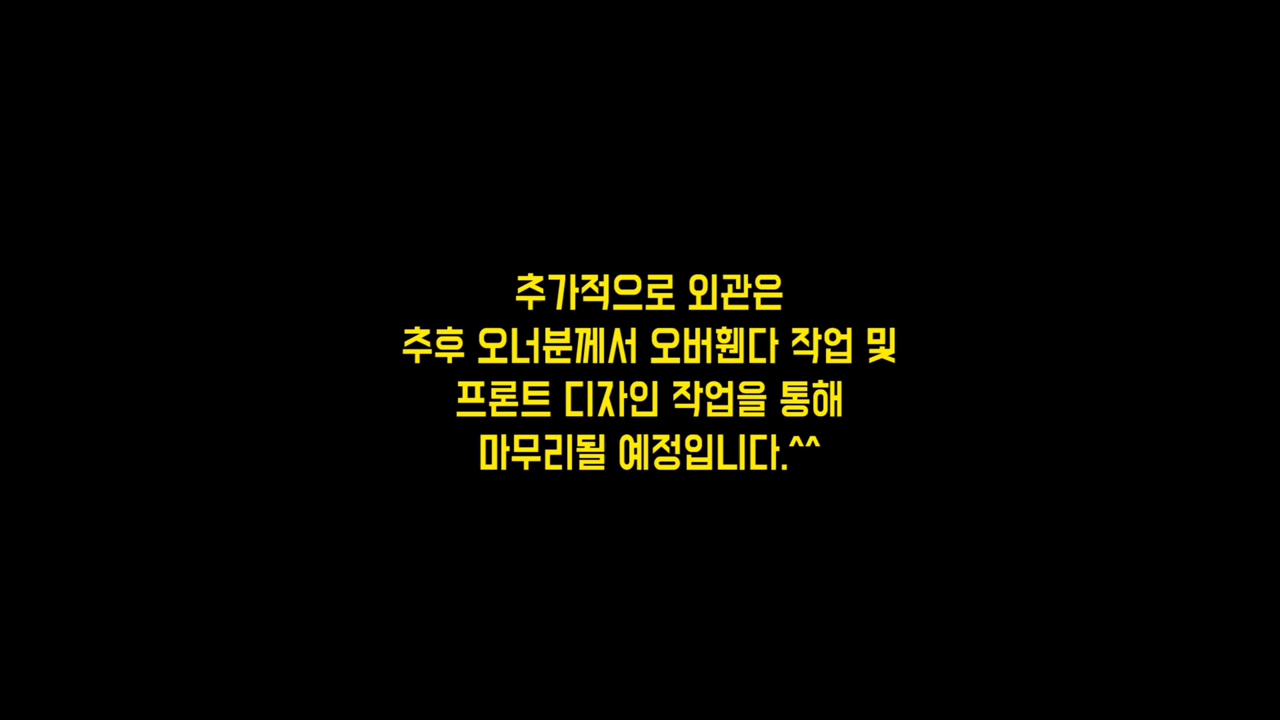 추가적으로 외관은
추후 오너분께서 오버휀다 작업 및
프론트 디자인 작업을 통해
마무리될 예정입니다.^^